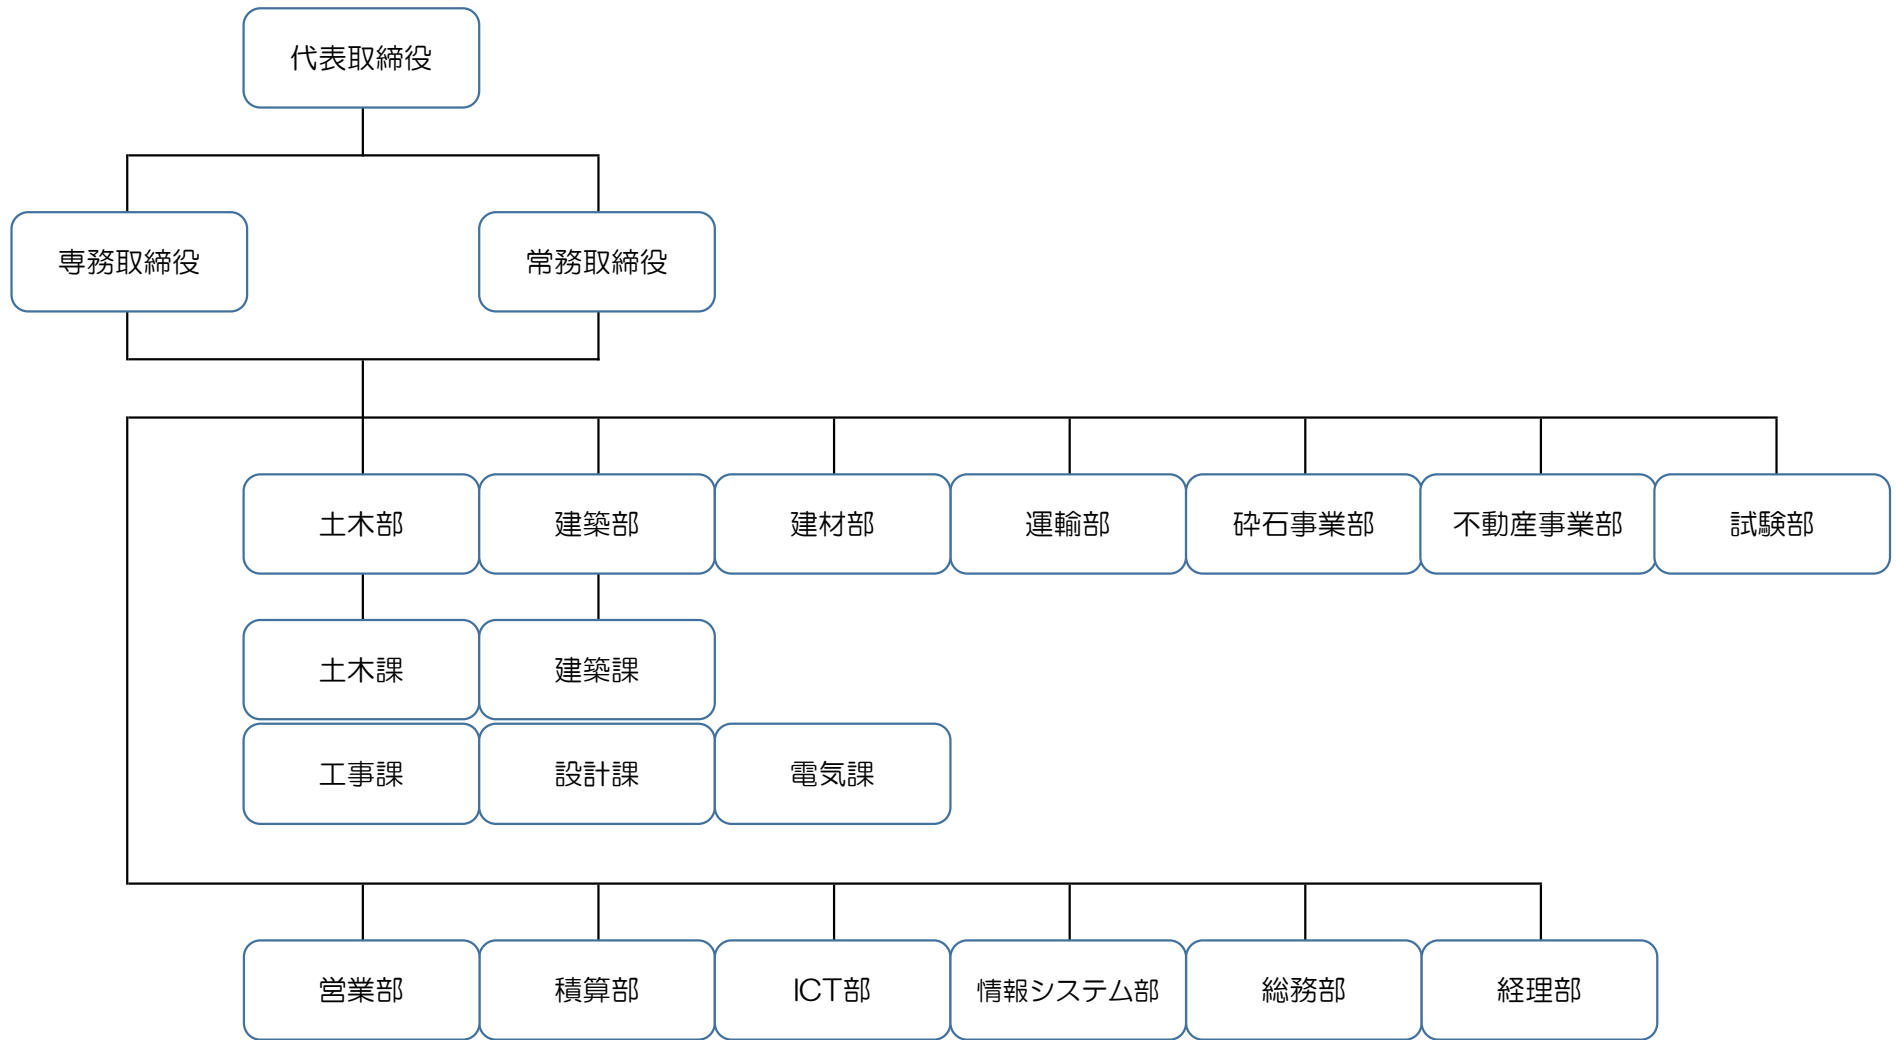 代表取締役
専務取締役
常務取締役
土木部
建築部
建材部
運輸部
砕石事業部
不動産事業部
試験部
土木課
建築課
工事課
設計課
電気課
営業部
積算部
ICT部
情報システム部
総務部
経理部